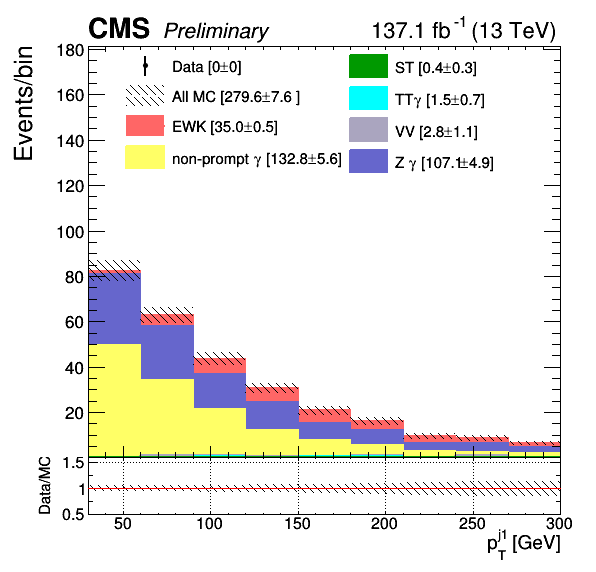 CMS Preliminary 137.1 fb⁻¹ (13 TeV)
Events/bin
180
160
140
120
100
80
60
40
20
Data [0±0]
All MC [279.6±7.6 ]
EWK [35.0±0.5]
non-prompt γ [132.8±5.6]
ST [0.4±0.3]
TTγ [1.5±0.7]
VV [2.8±1.1]
Z γ [107.1±4.9]
Data/MC
1.5
1
0.5
50 100 150 200 250 300
p_T^j1 [GeV]